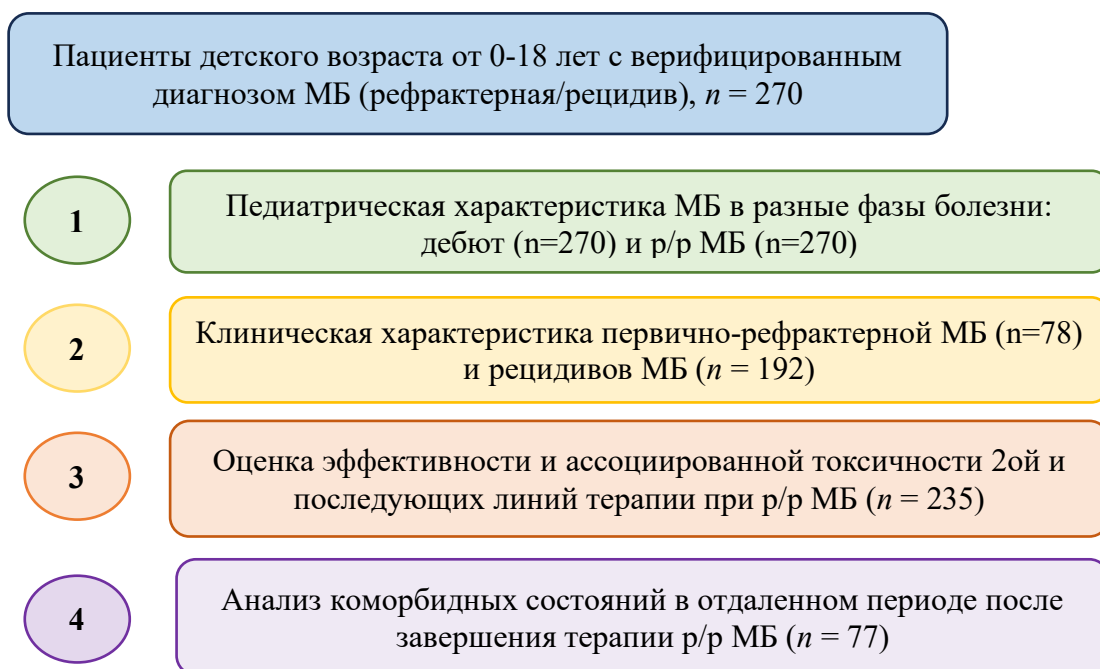 Пациенты детского возраста от 0-18 лет с верифицированным
диагнозом МБ (рефрактерная/рецидив), n = 270
1
Педиатрическая характеристика МБ в разные фазы болезни:
дебют (n=270) и р/р МБ (n=270)
2
Клиническая характеристика первично-рефрактерной МБ (n=78)
и рецидивов МБ (n = 192)
3
Оценка эффективности и ассоциированной токсичности 2ой и
последующих линий терапии при р/р МБ (n = 235)
4
Анализ коморбидных состояний в отдаленном периоде после
завершения терапии р/р МБ (n = 77)